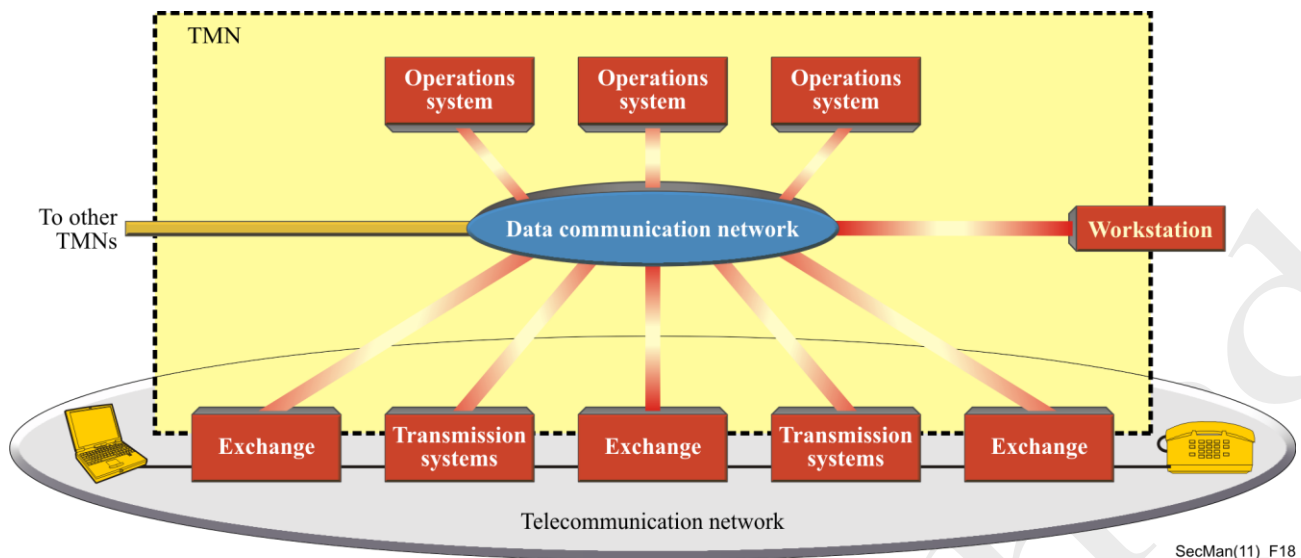 TMN
Operations
system
Operations
system
Operations
system
To other
TMNs
Data communication network
Workstation
Exchange
Transmission
systems
Exchange
Transmission
systems
Exchange
Telecommunication network
SecMan(11)_F18